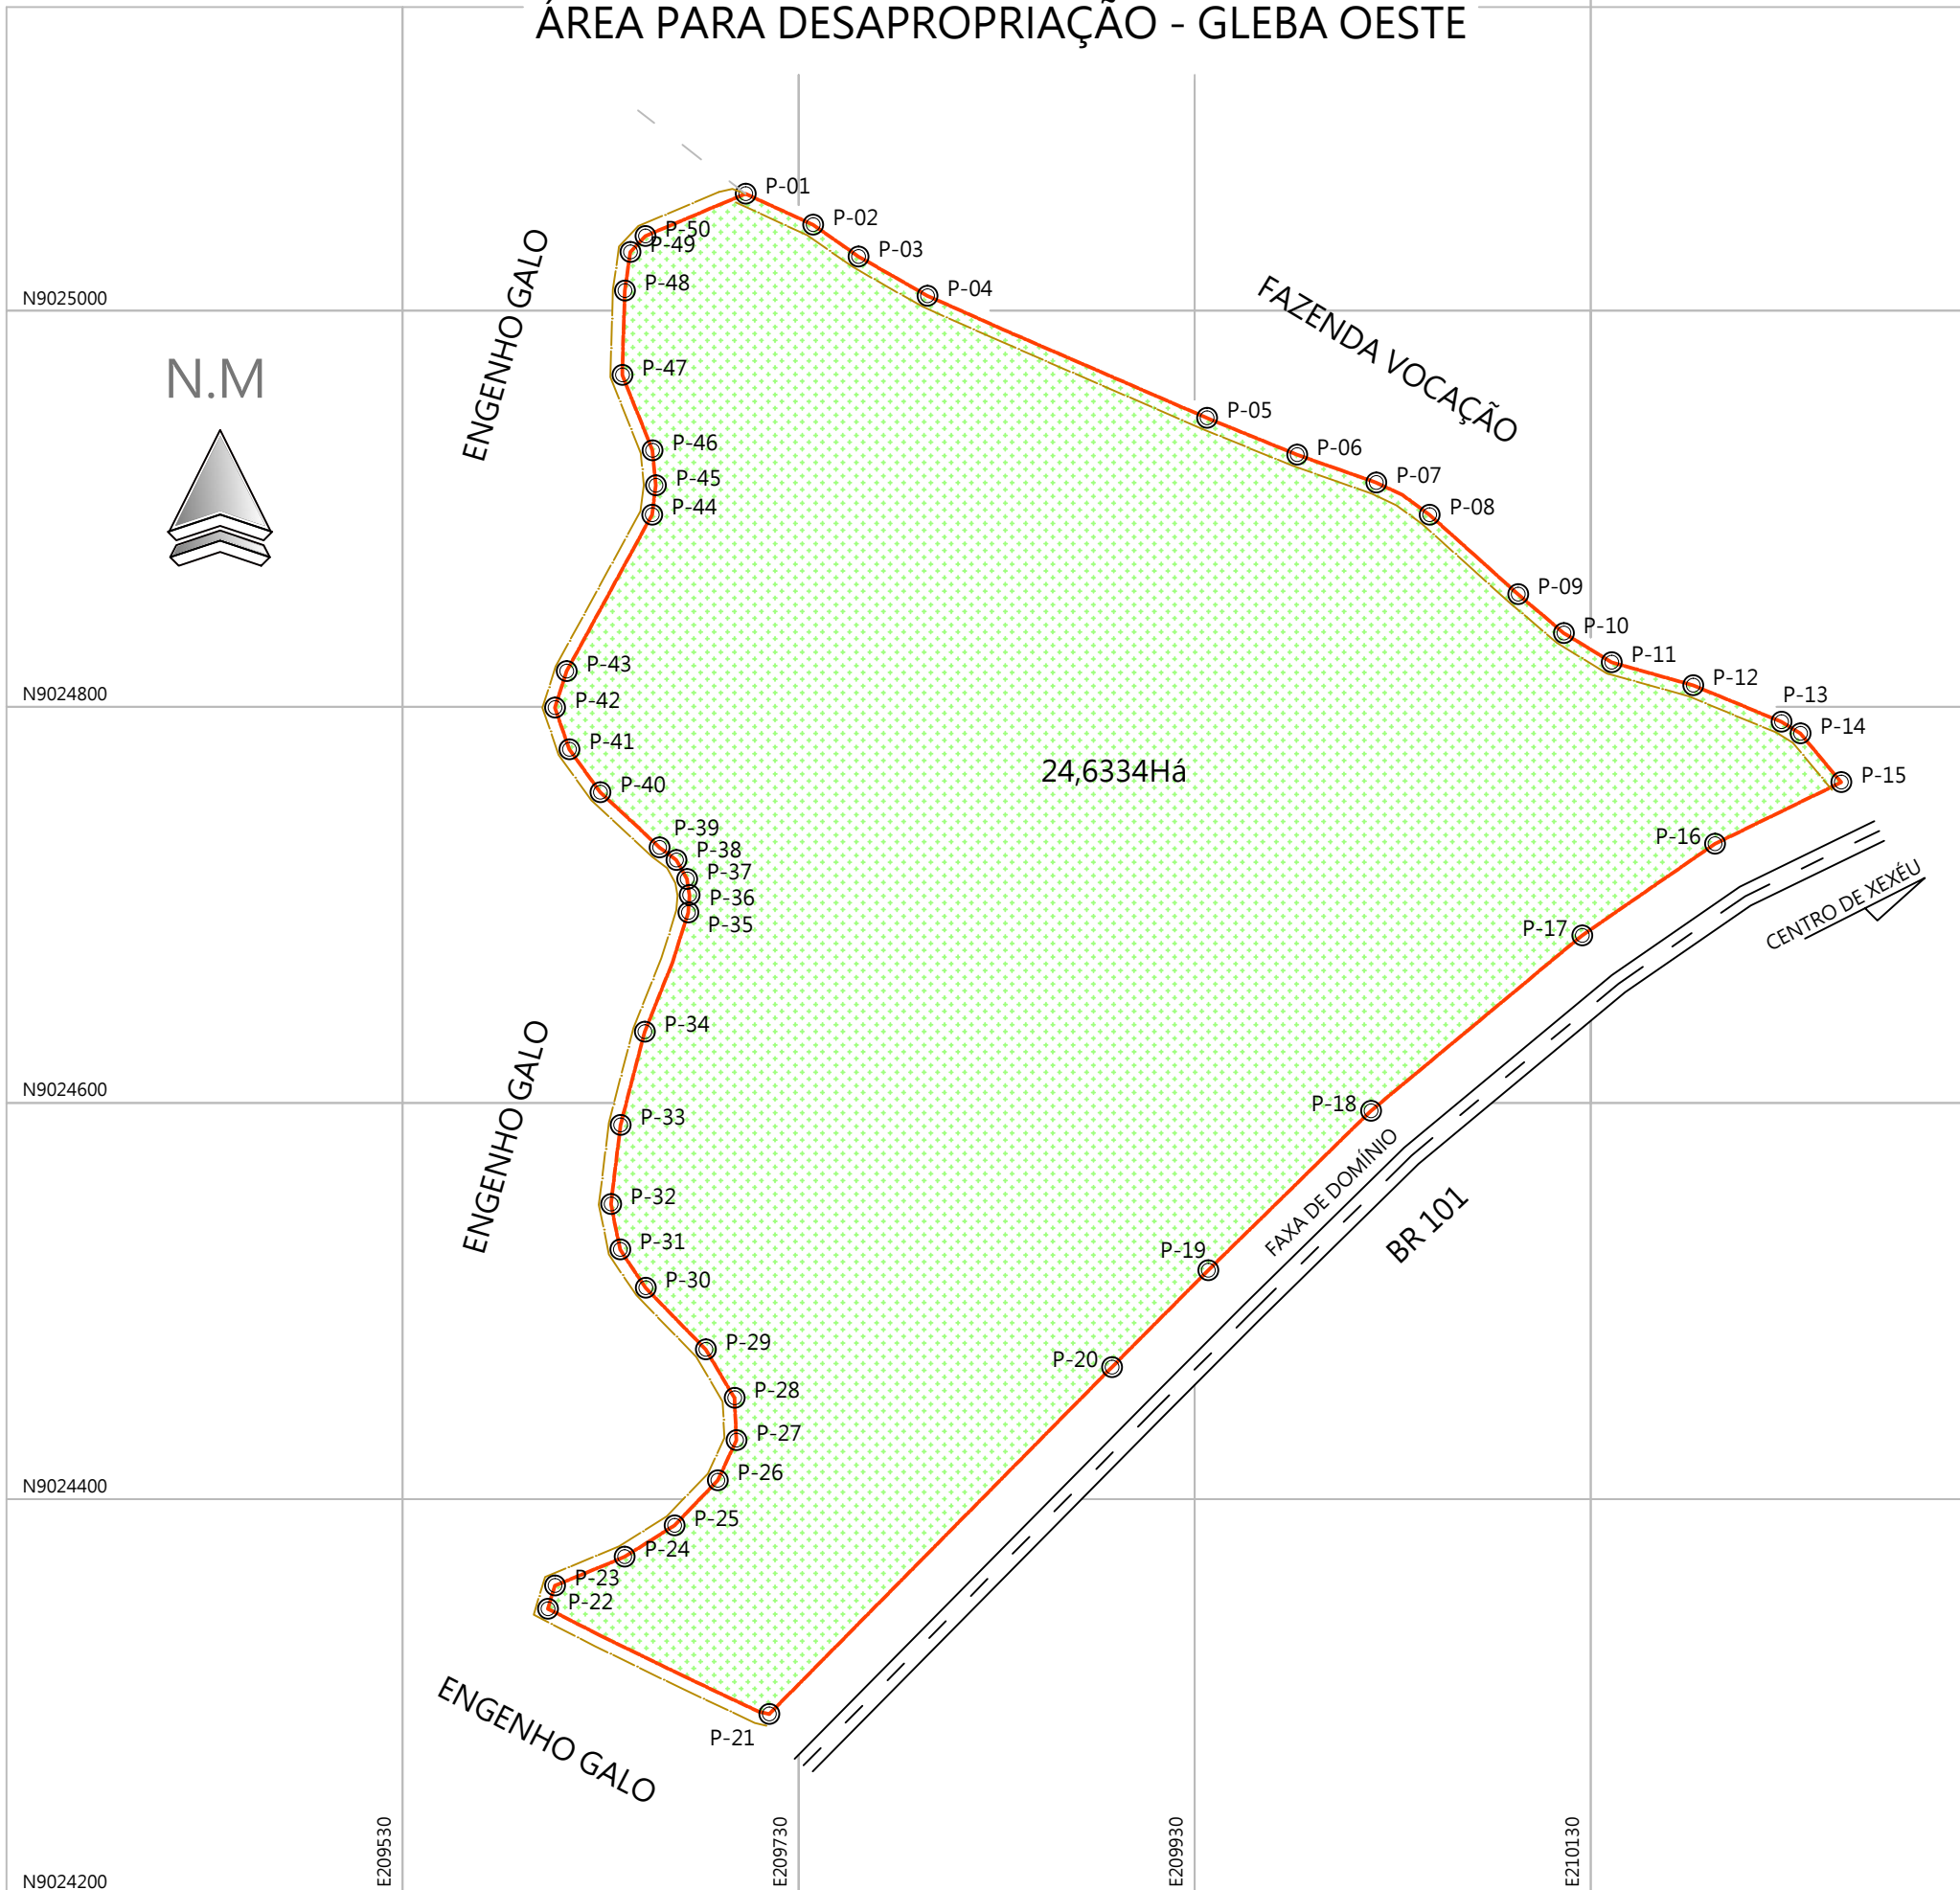 ÁREA PARA DESAPROPRIAÇÃO - GLEBA OESTE
P-01
P-02
P-50
P-49
P-03
ENGENHO GALO
P-48
P-04
N9025000
FAZENDA VOCAÇÃO
N.M
P-47
P-05
P-46
P-06
P-45
P-07
P-44
P-08
P-09
P-10
P-43
P-11
P-12
N9024800
P-42
P-13
P-14
P-41
24,6334Há
P-15
P-40
P-39
P-16
P-38
P-37
P-36
CENTRO DE XEXÉU
P-35
P-17
P-34
ENGENHO GALO
N9024600
P-18
P-33
FAXA DE DOMÍNIO
P-32
BR 101
P-31
P-19
P-30
P-29
P-20
P-28
P-27
P-26
N9024400
P-25
P-24
P-23
P-22
P-21
ENGENHO GALO
E209530
E209730
E209930
E210130
N9024200